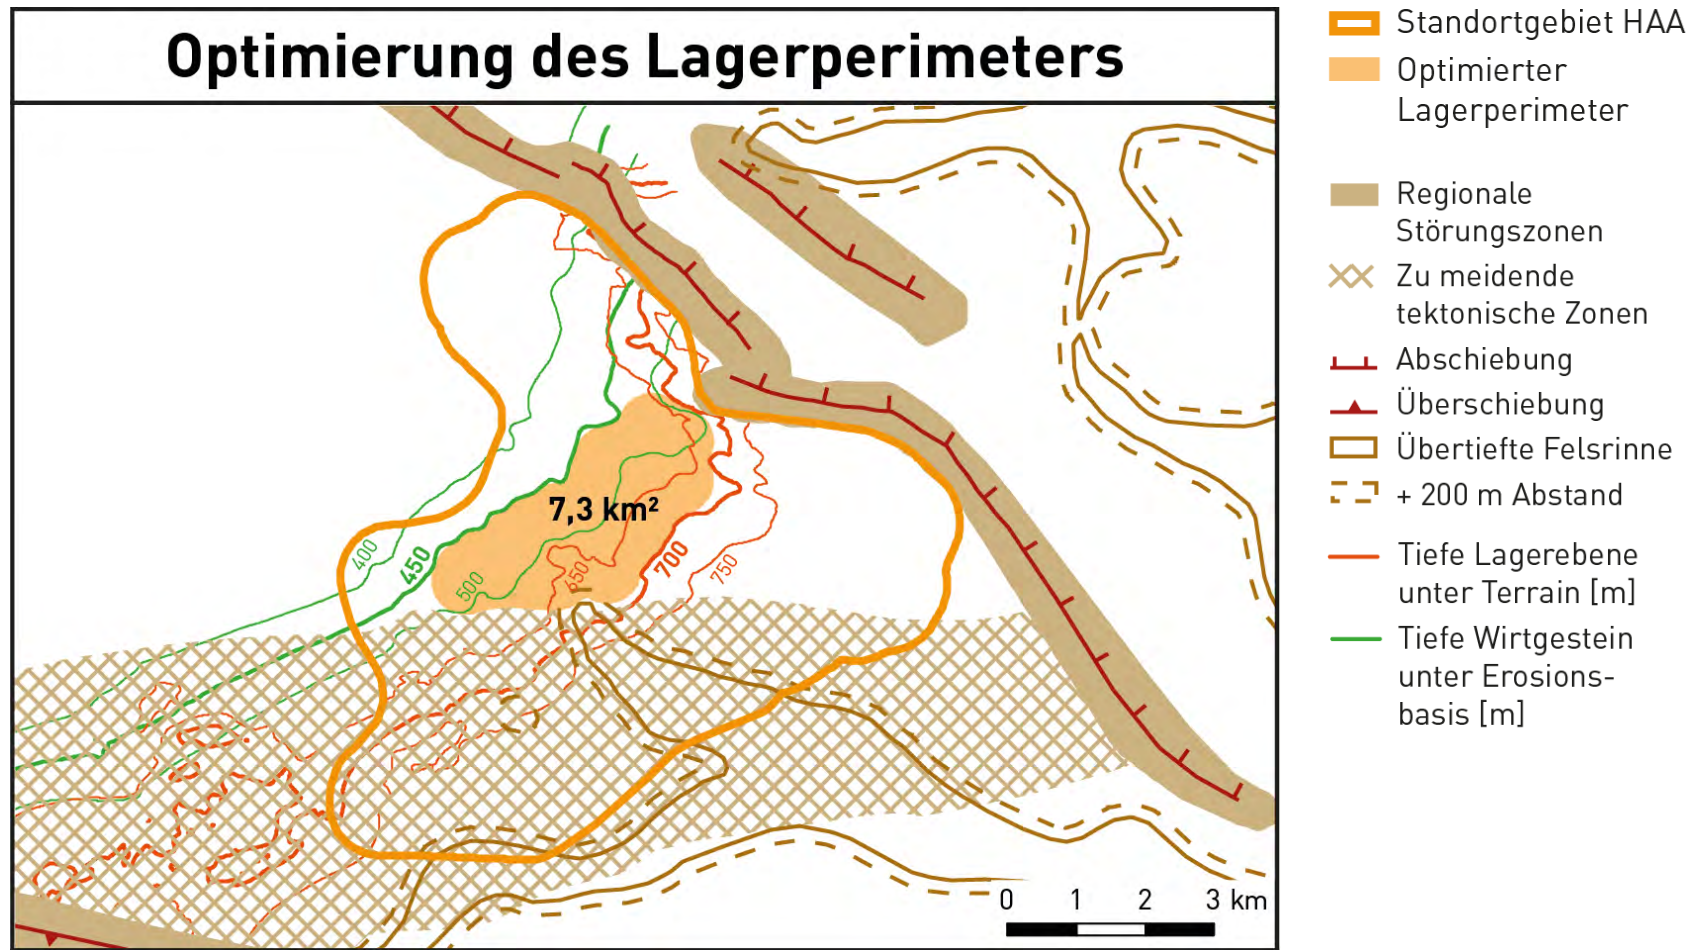 Optimierung des Lagerperimeters
400
450
500
7,3 km²
650
700
750
0 1 2 3 km
Standortgebiet HAA
Optimierter
Lagerperimeter
Regionale
Störungszonen
Zu meidende
tektonische Zonen
Abschiebung
Überschiebung
Übertiefte Felsrinne
+ 200 m Abstand
Tiefe Lagerebene
unter Terrain [m]
Tiefe Wirtgestein
unter Erosions-
basis [m]